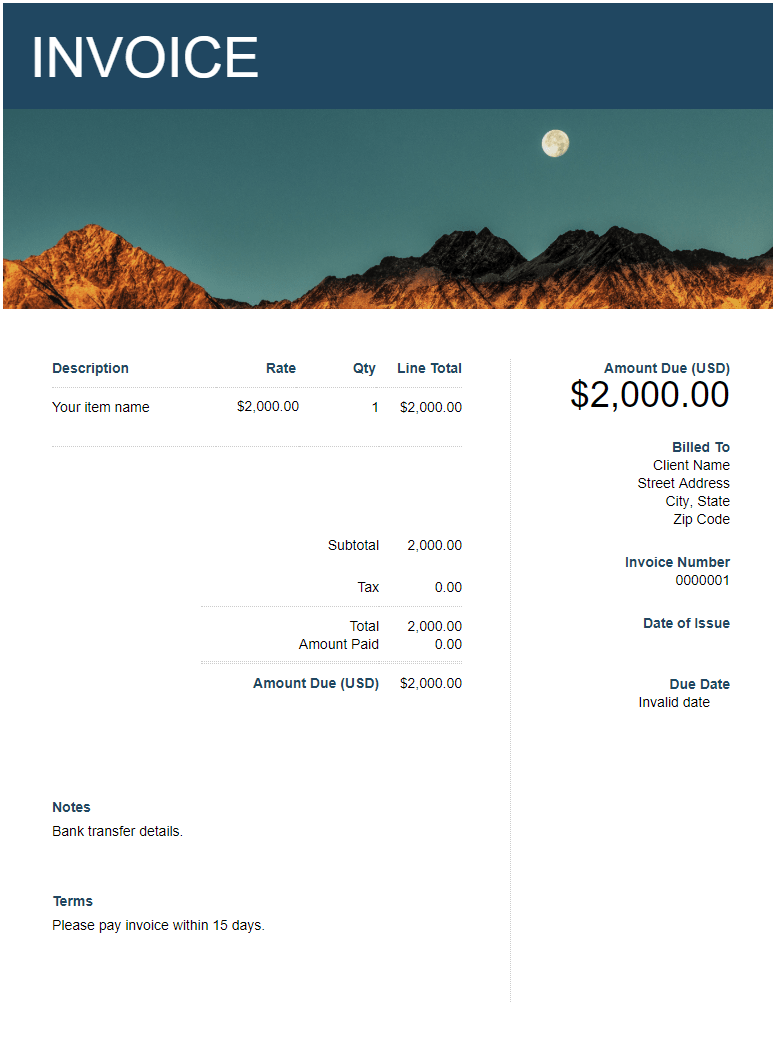 INVOICE
Description Rate Qty Line Total
Your item name $2,000.00 1 $2,000.00
Subtotal 2,000.00
Tax 0.00
Total 2,000.00
Amount Paid 0.00
Amount Due (USD) $2,000.00
Notes
Bank transfer details.
Terms
Please pay invoice within 15 days.
Amount Due (USD)
$2,000.00
Billed To
Client Name
Street Address
City, State
Zip Code
Invoice Number
0000001
Date of Issue
Due Date
Invalid date